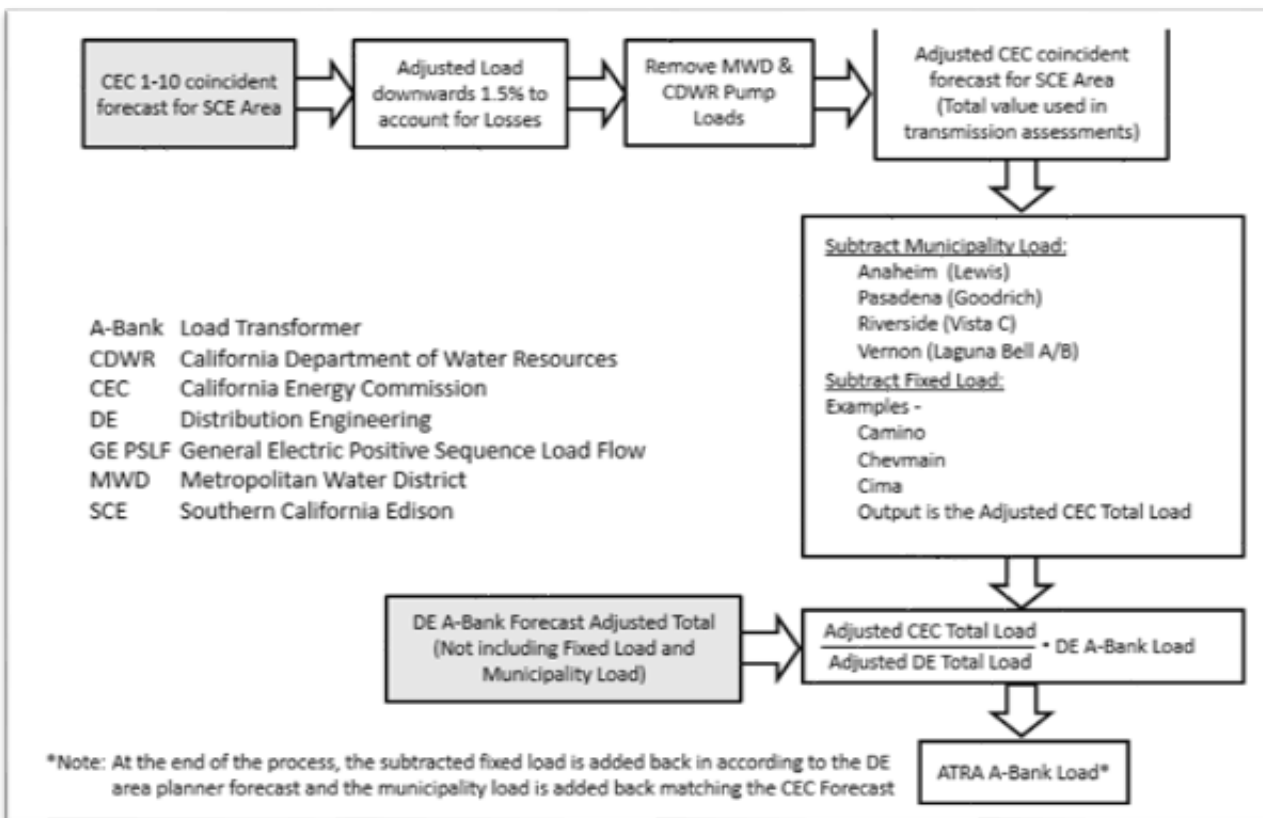 CEC 1-10 coincident
forecast for SCE Area
Adjusted Load
downwards 1.5% to
account for Losses
Remove MWD &
CDWR Pump
Loads
Adjusted CEC coincident
forecast for SCE Area
(Total value used in
transmission assessments)
Subtract Municipality Load:
Anaheim (Lewis)
Pasadena (Goodrich)
Riverside (Vista C)
Vernon (Laguna Bell A/B)
Subtract Fixed Load:
Examples -
Camino
Chevmain
Cima
Output is the Adjusted CEC Total Load
A-Bank Load Transformer
CDWR California Department of Water Resources
CEC California Energy Commission
DE Distribution Engineering
GE PSLF General Electric Positive Sequence Load Flow
MWD Metropolitan Water District
SCE Southern California Edison
DE A-Bank Forecast Adjusted Total
(Not including Fixed Load and
Municipality Load)
Adjusted CEC Total Load
Adjusted DE Total Load
• DE A-Bank Load
ATRA A-Bank Load*
*Note: At the end of the process, the subtracted fixed load is added back in according to the DE
area planner forecast and the municipality load is added back matching the CEC Forecast